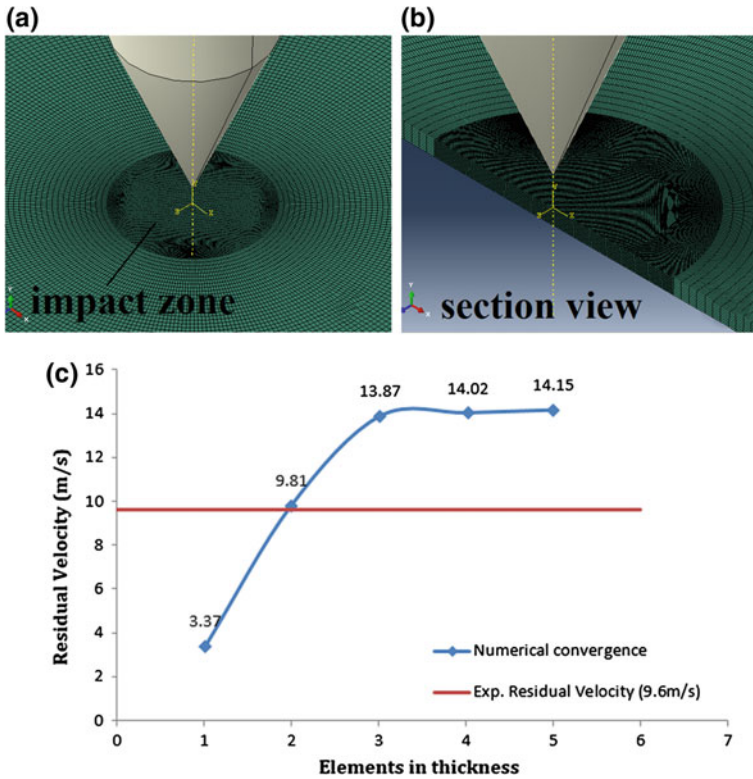 (a)
(b)
impact zone
section view
(c)
16
14
12
10
8
6
4
2
0
Residual Velocity (m/s)
3.37
9.81
13.87
14.02
14.15
Numerical convergence
Exp. Residual Velocity (9.6m/s)
0 1 2 3 4 5 6 7
Elements in thickness